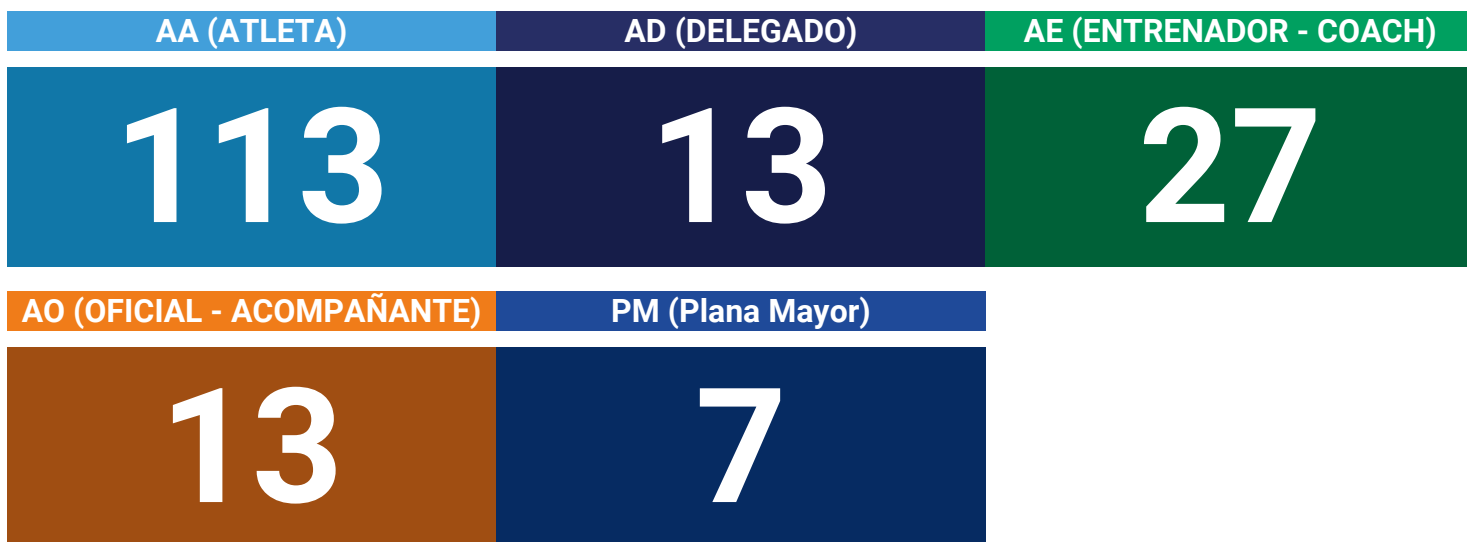 AA (ATLETA)
AD (DELEGADO)
AE (ENTRENADOR - COACH)
113
13
27
AO (OFICIAL - ACOMPAÑANTE)
PM (Plana Mayor)
13
7